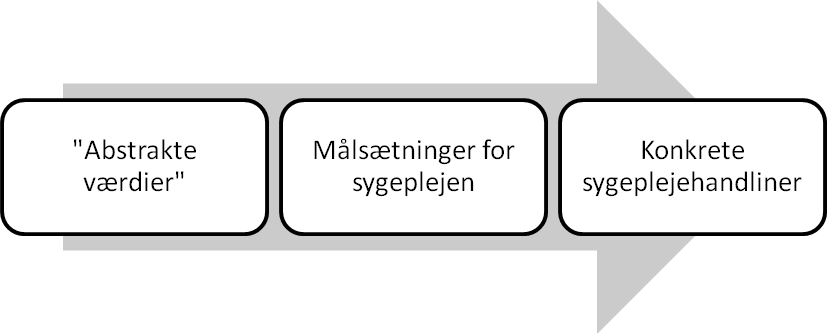 "Abstrakte
værdier"
Målsætninger for
sygeplejen
Konkrete
sygeplejehandliner